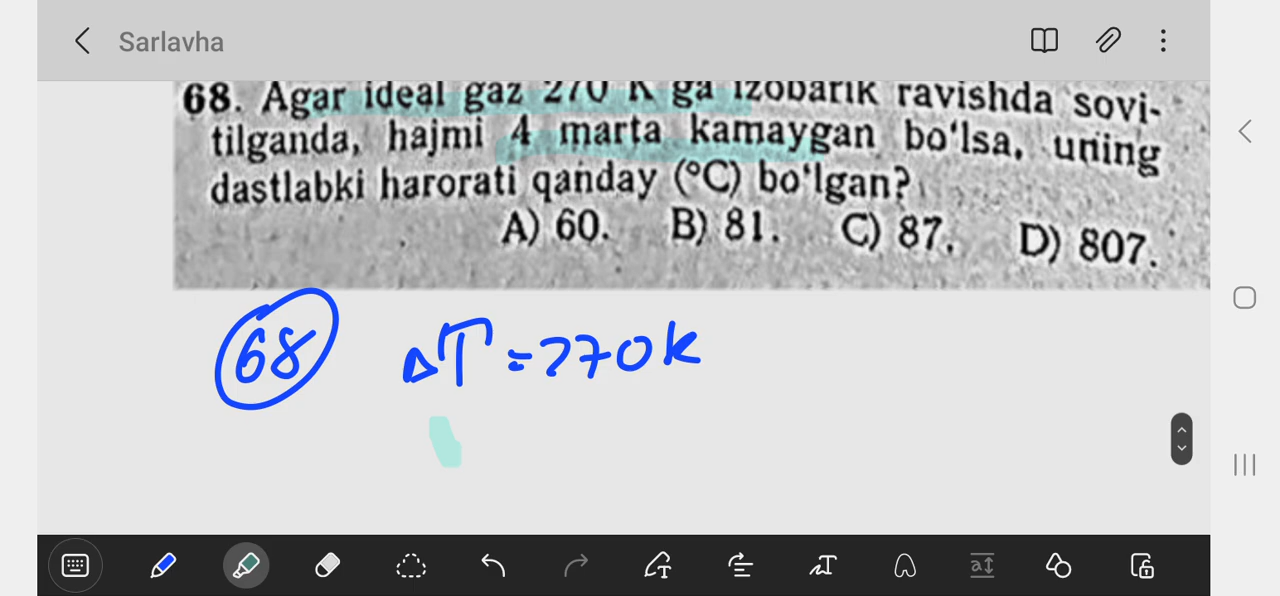 Sarlavha
68. Agar ideal gaz 270 K ga izobarik ravishda sovi-
tilganda, hajmi 4 marta kamaygan bo‘lsa, uning
dastlabki harorati qanday (°C) bo‘lgan?
A) 60. B) 81. C) 87. D) 807.
68 ΔT = 270 K